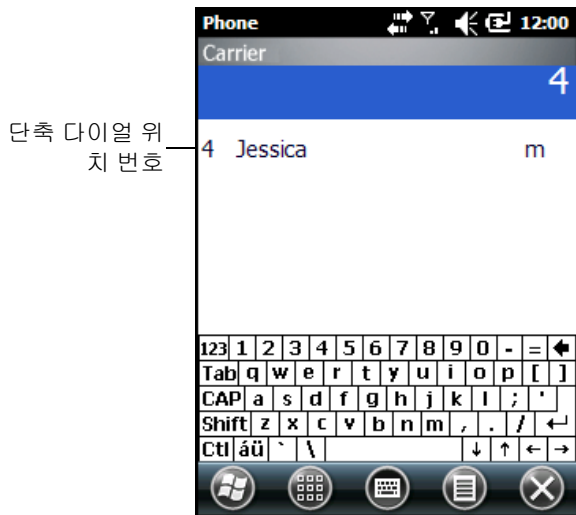 Phone 12:00
Carrier
4
단축 다이얼 위
치 번호
4 Jessica m
123 1 2 3 4 5 6 7 8 9 0 - =
Tab q w e r t y u i o p [ ]
CAP a s d f g h j k l ; '
Shift z x c v b n m , . /
Ctl áü ` \